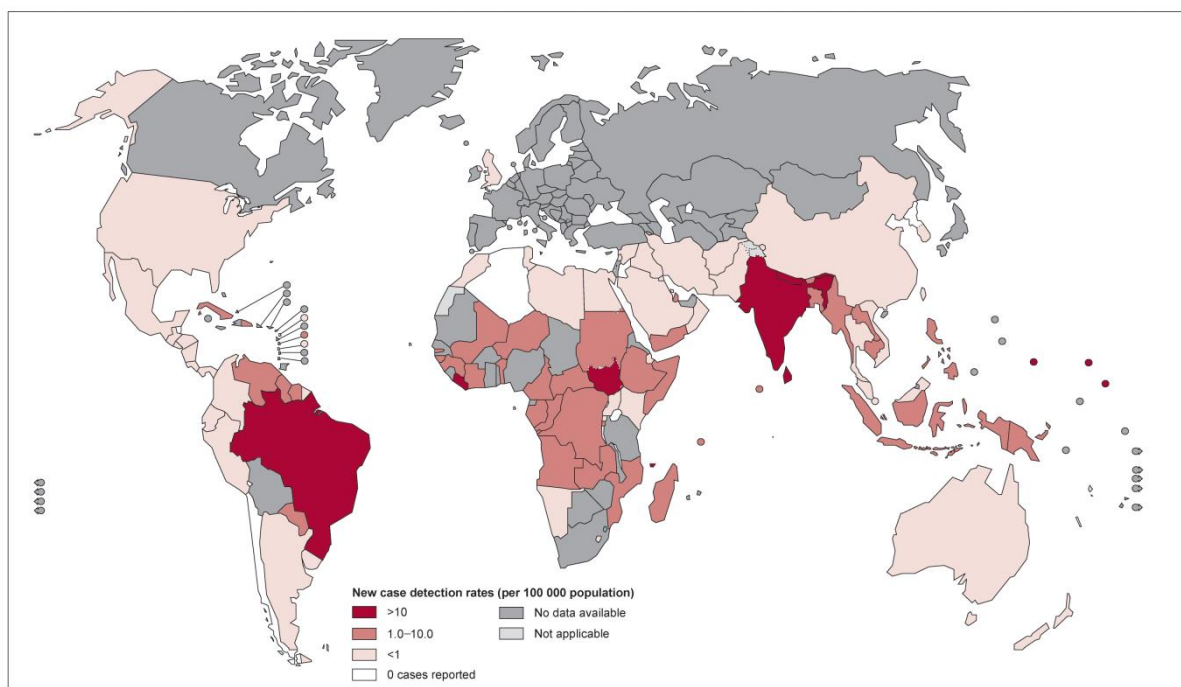 New case detection rates (per 100 000 population)
>10
1.0–10.0
<1
0 cases reported
No data available
Not applicable